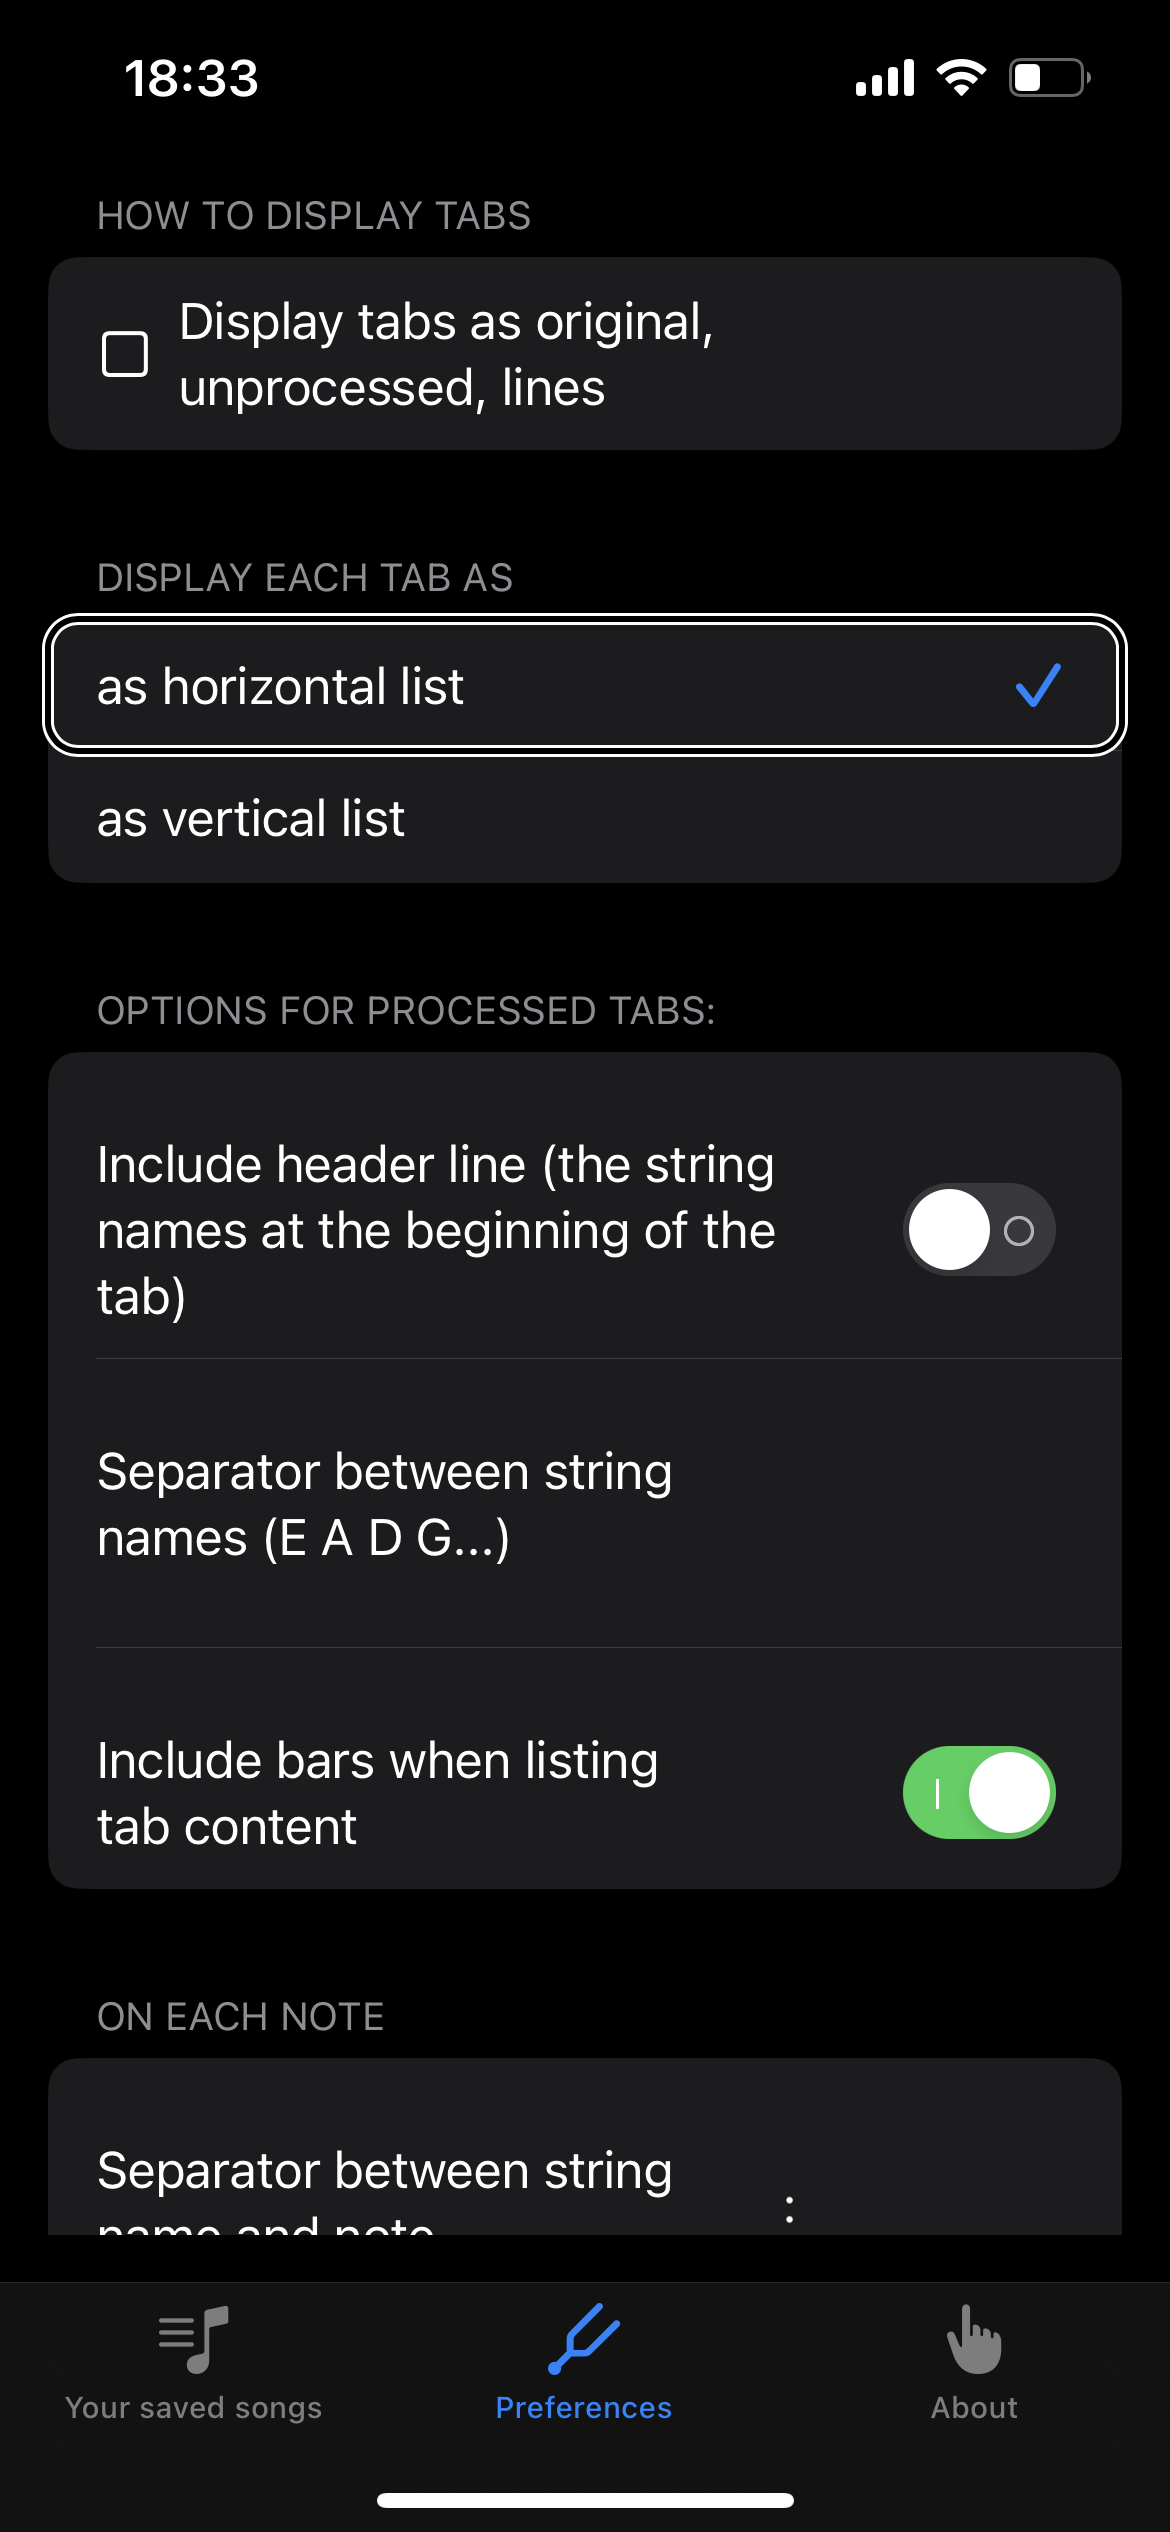 18:33
HOW TO DISPLAY TABS
Display tabs as original,
unprocessed, lines
DISPLAY EACH TAB AS
as horizontal list
as vertical list
OPTIONS FOR PROCESSED TABS:
Include header line (the string
names at the beginning of the
tab)
Separator between string
names (E A D G...)
Include bars when listing
tab content
ON EACH NOTE
Separator between string
name and note
:
Your saved songs
Preferences
About